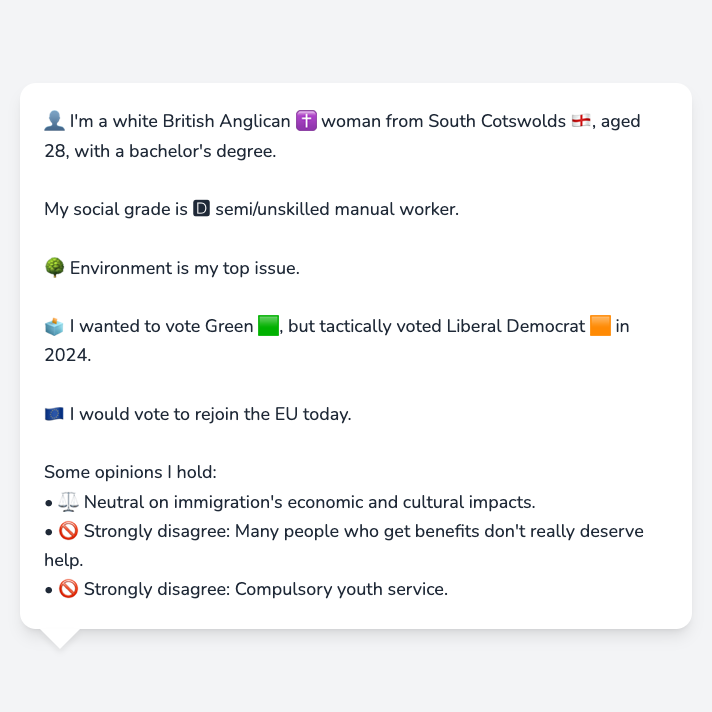 👤 I'm a white British Anglican ✝️ woman from South Cotswolds 🏴󠁧󠁢󠁥󠁮󠁧󠁿, aged
28, with a bachelor's degree.
My social grade is 🅳 semi/unskilled manual worker.
🌳 Environment is my top issue.
🗳️ I wanted to vote Green 🟩, but tactically voted Liberal Democrat 🟧 in
2024.
🇪🇺 I would vote to rejoin the EU today.
Some opinions I hold:
• ⚖️ Neutral on immigration's economic and cultural impacts.
• 🚫 Strongly disagree: Many people who get benefits don't really deserve
help.
• 🚫 Strongly disagree: Compulsory youth service.